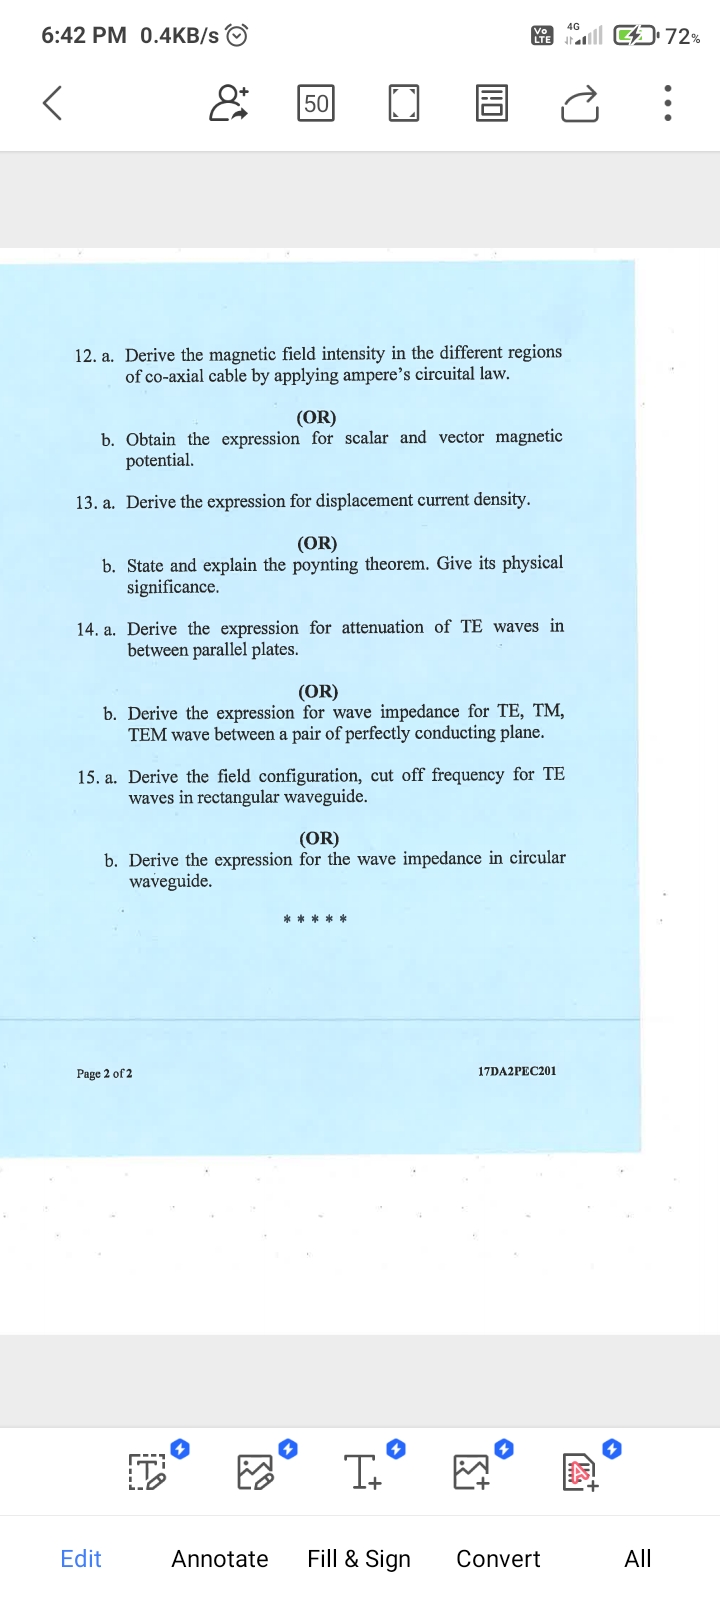 6:42 PM 0.4KB/s
Vo LTE 4G 72%
50
12. a. Derive the magnetic field intensity in the different regions
of co-axial cable by applying ampere's circuital law.
(OR)
b. Obtain the expression for scalar and vector magnetic
potential.
13. a. Derive the expression for displacement current density.
(OR)
b. State and explain the poynting theorem. Give its physical
significance.
14. a. Derive the expression for attenuation of TE waves in
between parallel plates.
(OR)
b. Derive the expression for wave impedance for TE, TM,
TEM wave between a pair of perfectly conducting plane.
15. a. Derive the field configuration, cut off frequency for TE
waves in rectangular waveguide.
(OR)
b. Derive the expression for the wave impedance in circular
waveguide.
* * * * *
Page 2 of 2 17DA2PEC201
Edit Annotate Fill & Sign Convert All